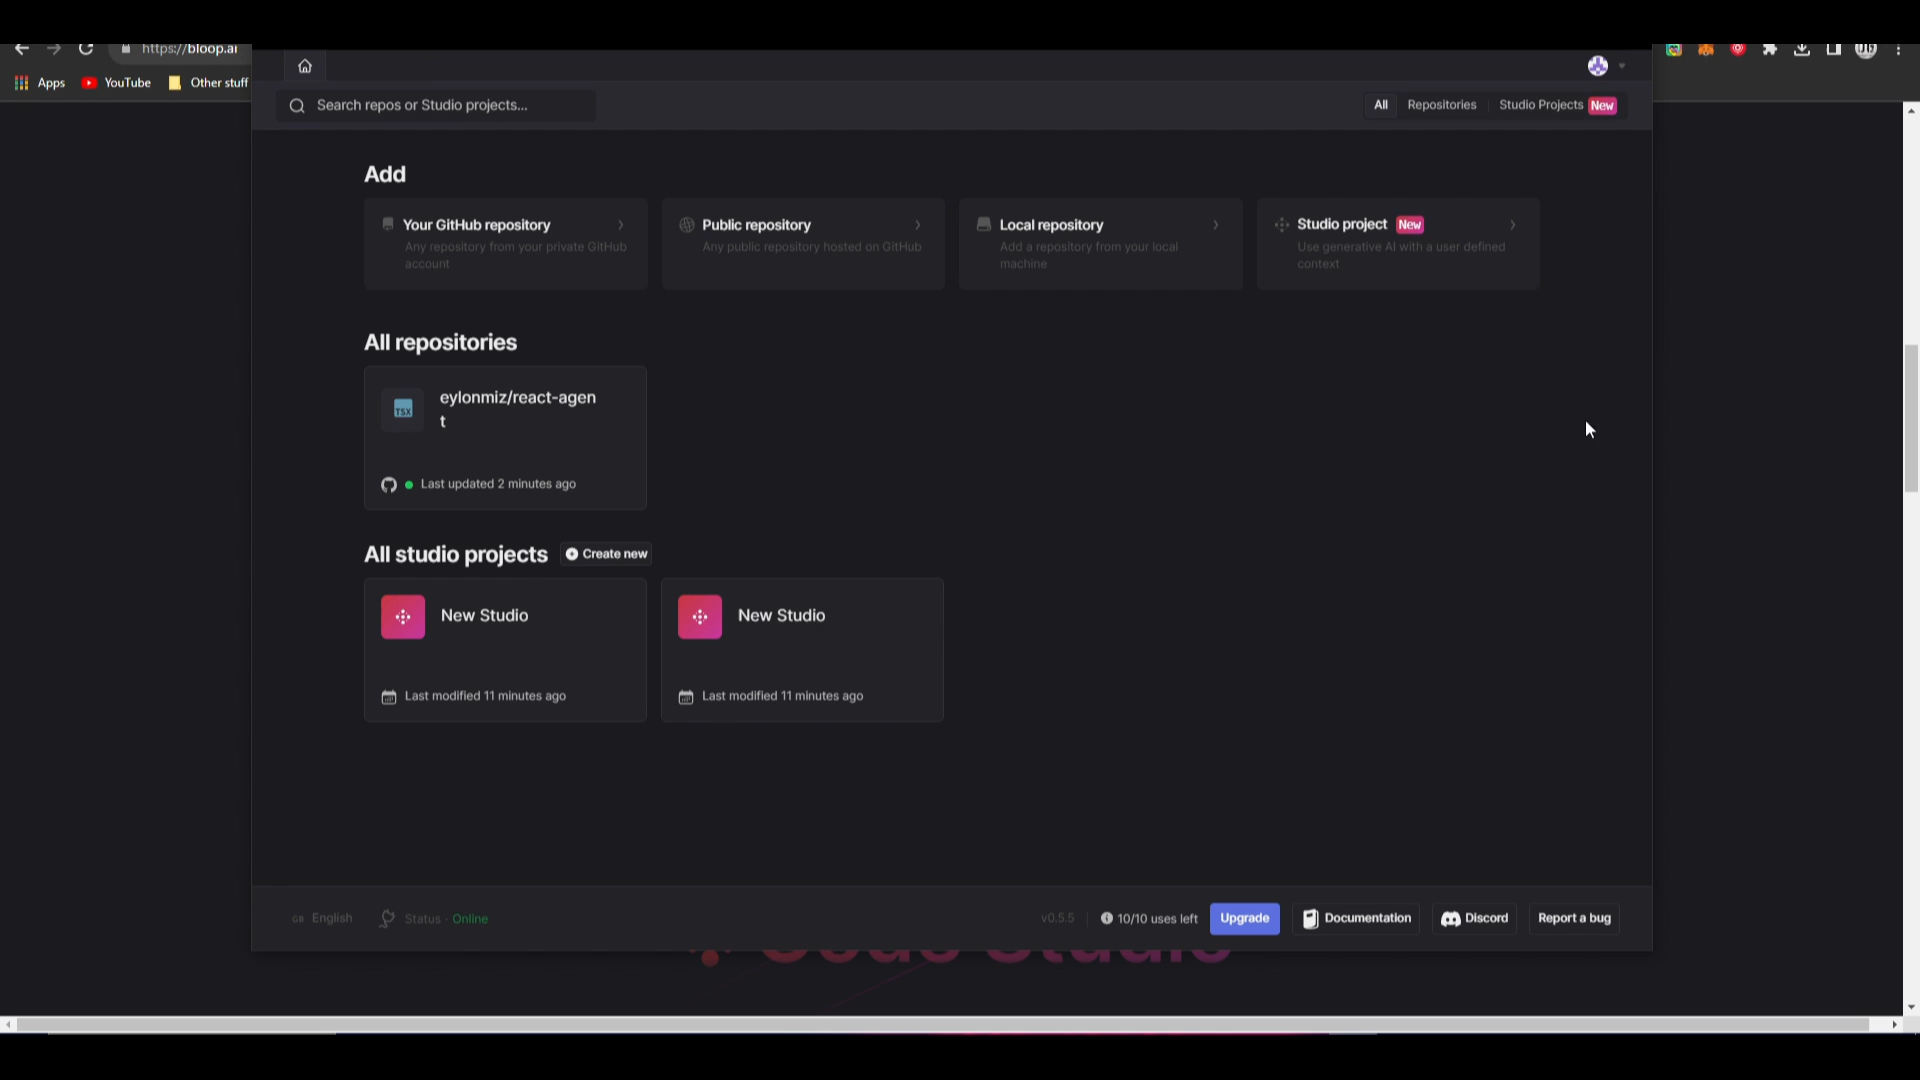 https://bloop.ai
Apps YouTube Other stuff
Search repos or Studio projects...
All Repositories Studio Projects New
Add
Your GitHub repository
Any repository from your private GitHub
account
Public repository
Any public repository hosted on GitHub
Local repository
Add a repository from your local
machine
Studio project New
Use generative AI with a user defined
context
All repositories
TSX
eylonmiz/react-agen
t
Last updated 2 minutes ago
All studio projects Create new
New Studio
Last modified 11 minutes ago
New Studio
Last modified 11 minutes ago
GB English Status - Online
v0.5.5 10/10 uses left Upgrade Documentation Discord Report a bug
Code Studio